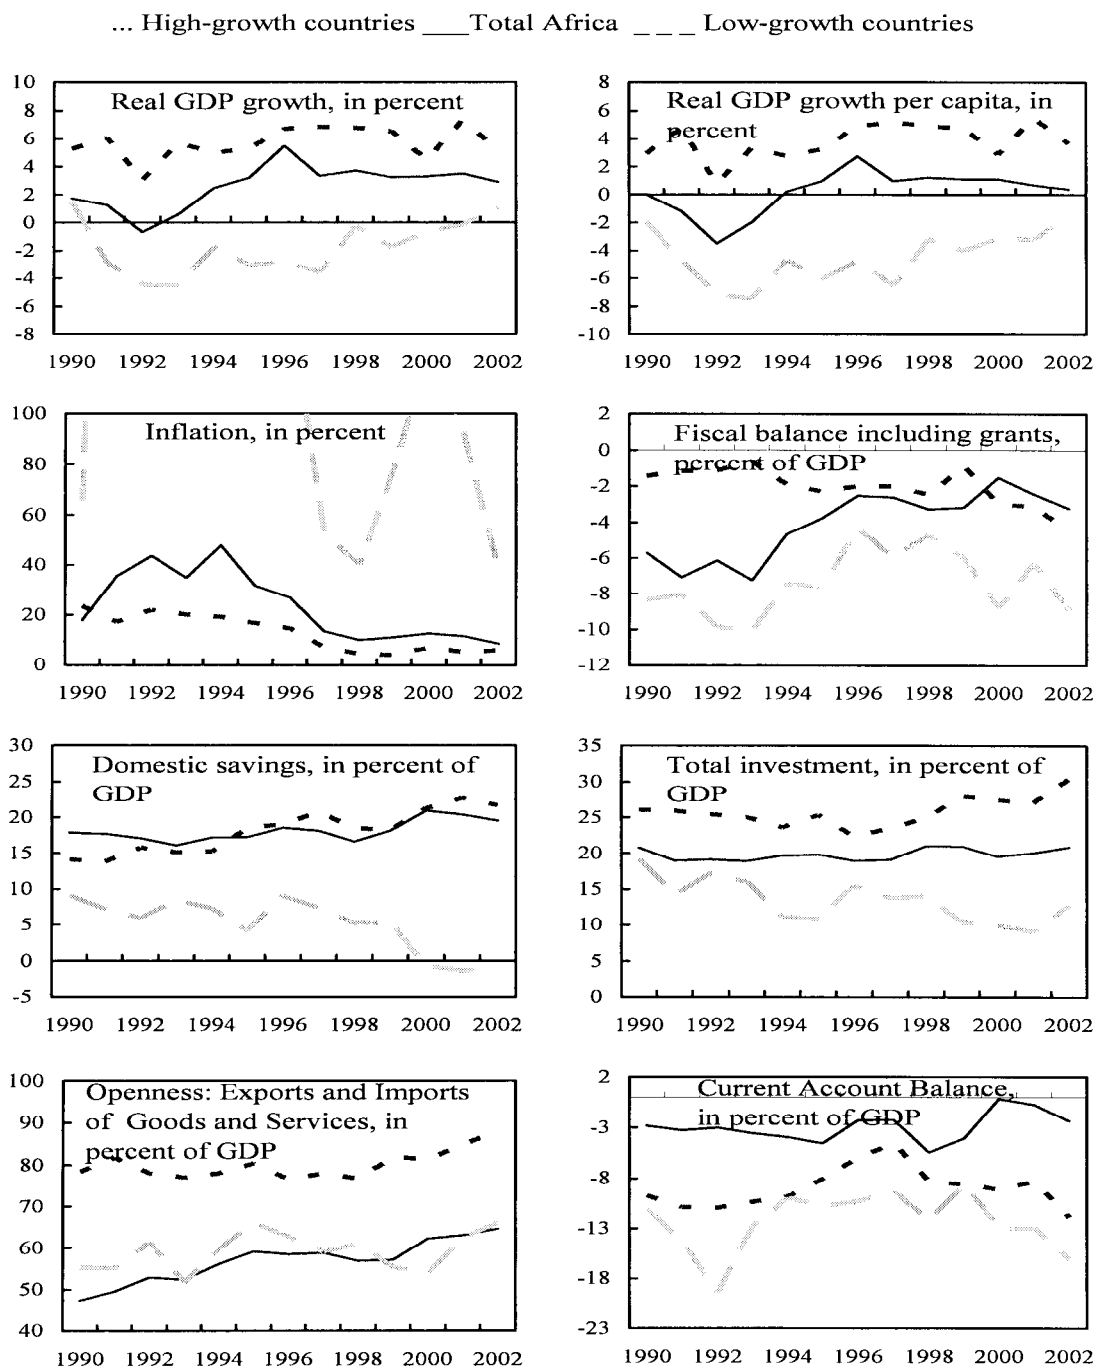 ... High-growth countries ___Total Africa _ _ _ Low-growth countries
Real GDP growth, in percent
10
8
6
4
2
0
-2
-4
-6
-8
1990 1992 1994 1996 1998 2000 2002
Real GDP growth per capita, in
percent
8
6
4
2
0
-2
-4
-6
-8
-10
1990 1992 1994 1996 1998 2000 2002
Inflation, in percent
100
80
60
40
20
0
1990 1992 1994 1996 1998 2000 2002
Fiscal balance including grants,
percent of GDP
2
0
-2
-4
-6
-8
-10
-12
1990 1992 1994 1996 1998 2000 2002
Domestic savings, in percent of
GDP
30
25
20
15
10
5
0
-5
1990 1992 1994 1996 1998 2000 2002
Total investment, in percent of
GDP
35
30
25
20
15
10
5
0
1990 1992 1994 1996 1998 2000 2002
Openness: Exports and Imports
of Goods and Services, in
percent of GDP
100
90
80
70
60
50
40
1990 1992 1994 1996 1998 2000 2002
Current Account Balance,
in percent of GDP
2
-3
-8
-13
-18
-23
1990 1992 1994 1996 1998 2000 2002